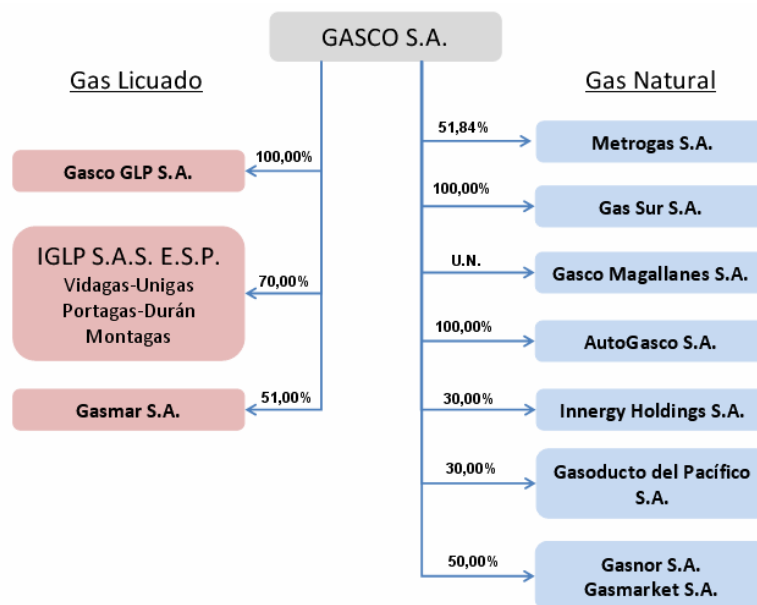 GASCO S.A.
Gas Licuado
100,00%
Gasco GLP S.A.
70,00%
IGLP S.A.S. E.S.P.
Vidagas-Unigas
Portagas-Durán
Montagas
51,00%
Gasmar S.A.
Gas Natural
51,84%
Metrogas S.A.
100,00%
Gas Sur S.A.
U.N.
Gasco Magallanes S.A.
100,00%
AutoGasco S.A.
30,00%
Innergy Holdings S.A.
30,00%
Gasoducto del Pacífico
S.A.
50,00%
Gasnor S.A.
Gasmarket S.A.